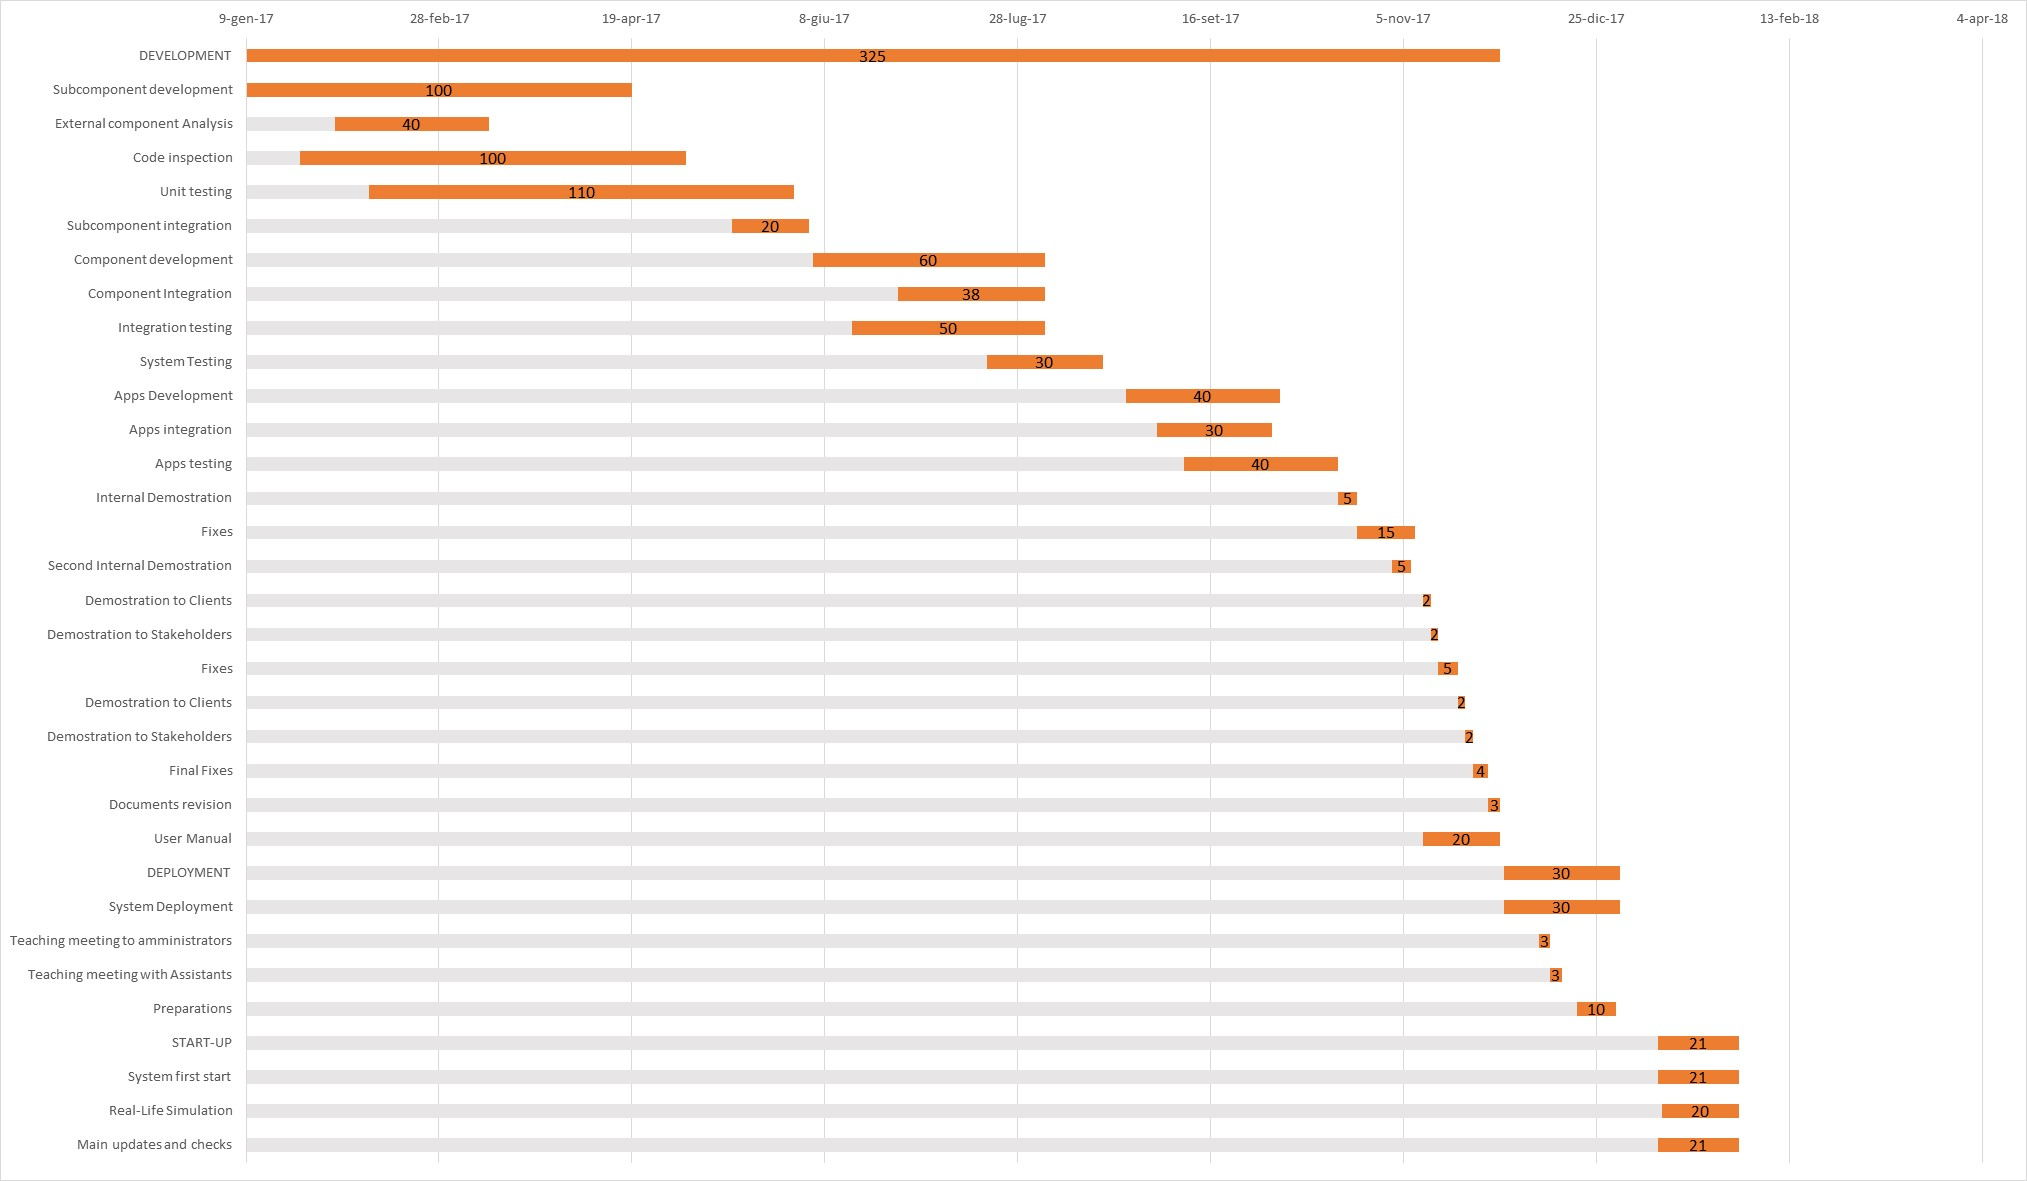 9-gen-17 28-feb-17 19-apr-17 8-giu-17 28-lug-17 16-set-17 5-nov-17 25-dic-17 13-feb-18 4-apr-18
DEVELOPMENT 325
Subcomponent development 100
External component Analysis 40
Code inspection 100
Unit testing 110
Subcomponent integration 20
Component development 60
Component Integration 38
Integration testing 50
System Testing 30
Apps Development 40
Apps integration 30
Apps testing 40
Internal Demostration 5
Fixes 15
Second Internal Demostration 5
Demostration to Clients 2
Demostration to Stakeholders 2
Fixes 5
Demostration to Clients 2
Demostration to Stakeholders 2
Final Fixes 4
Documents revision 3
User Manual 20
DEPLOYMENT 30
System Deployment 30
Teaching meeting to amministrators 3
Teaching meeting with Assistants 3
Preparations 10
START-UP 21
System first start 21
Real-Life Simulation 20
Main updates and checks 21